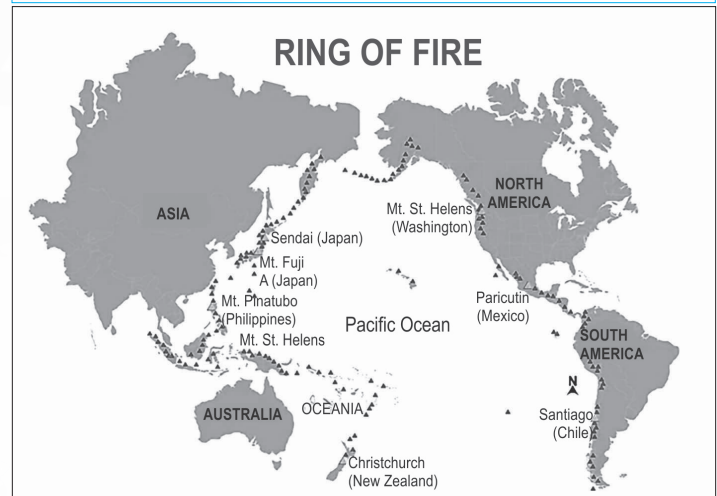 RING OF FIRE
ASIA
NORTH
AMERICA
Mt. St. Helens
(Washington)
Sendai (Japan)
Mt. Fuji
A (Japan)
Mt. Pinatubo
(Philippines)
Mt. St. Helens
Pacific Ocean
Paricutin
(Mexico)
SOUTH
AMERICA
N
AUSTRALIA
OCEANIA
Santiago
(Chile)
Christchurch
(New Zealand)